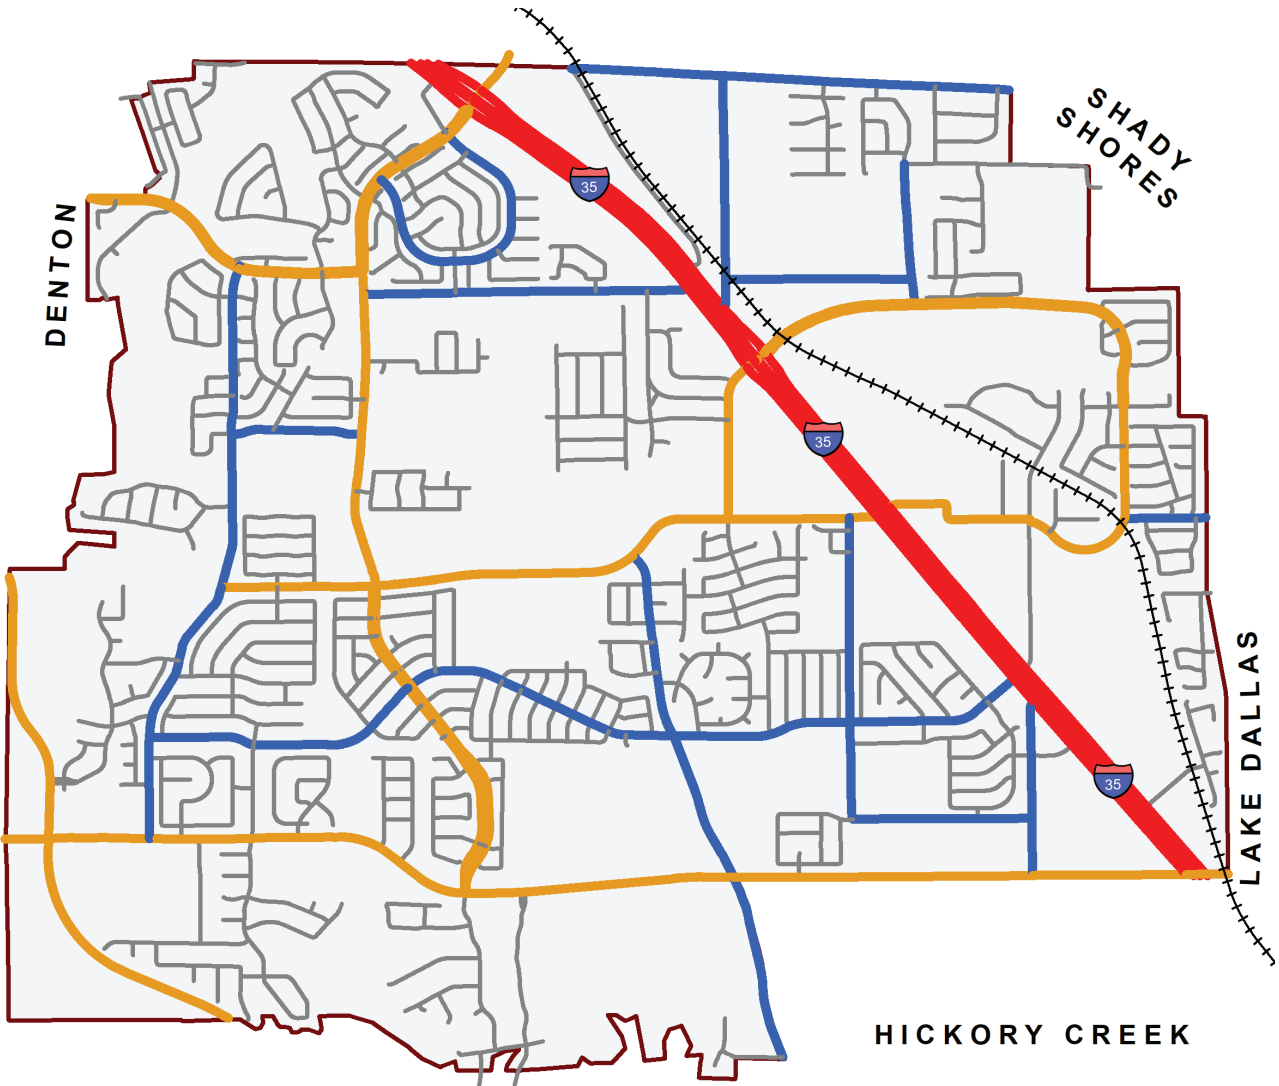 SHADY
SHORES
35
DENTON
35
LAKE DALLAS
35
HICKORY CREEK